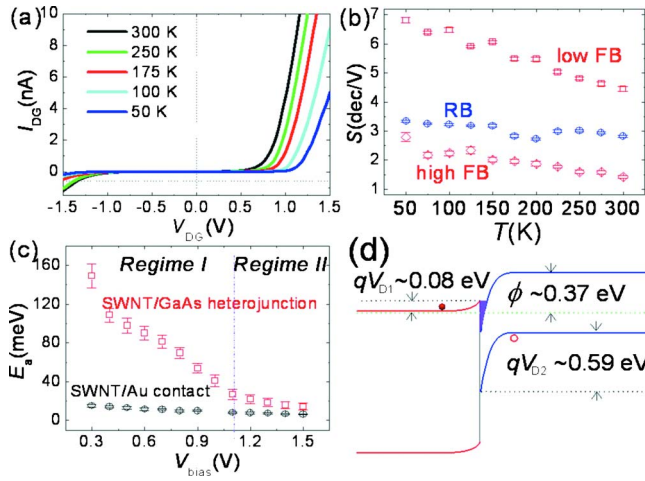 (a)
10
8
6
4
2
0
I_DG (nA)
300 K
250 K
175 K
100 K
50 K
-1.5 -1.0 -0.5 0.0 0.5 1.0 1.5
V_DG (V)
(b)
7
6
5
4
3
2
1
S(dec/V)
low FB
RB
high FB
50 100 150 200 250 300
T(K)
(c)
160
120
80
40
0
E_a (meV)
Regime I Regime II
SWNT/GaAs heterojunction
SWNT/Au contact
0.3 0.6 0.9 1.2 1.5
V_bias (V)
(d)
qV_D1~0.08 eV
ϕ ~0.37 eV
qV_D2~0.59 eV